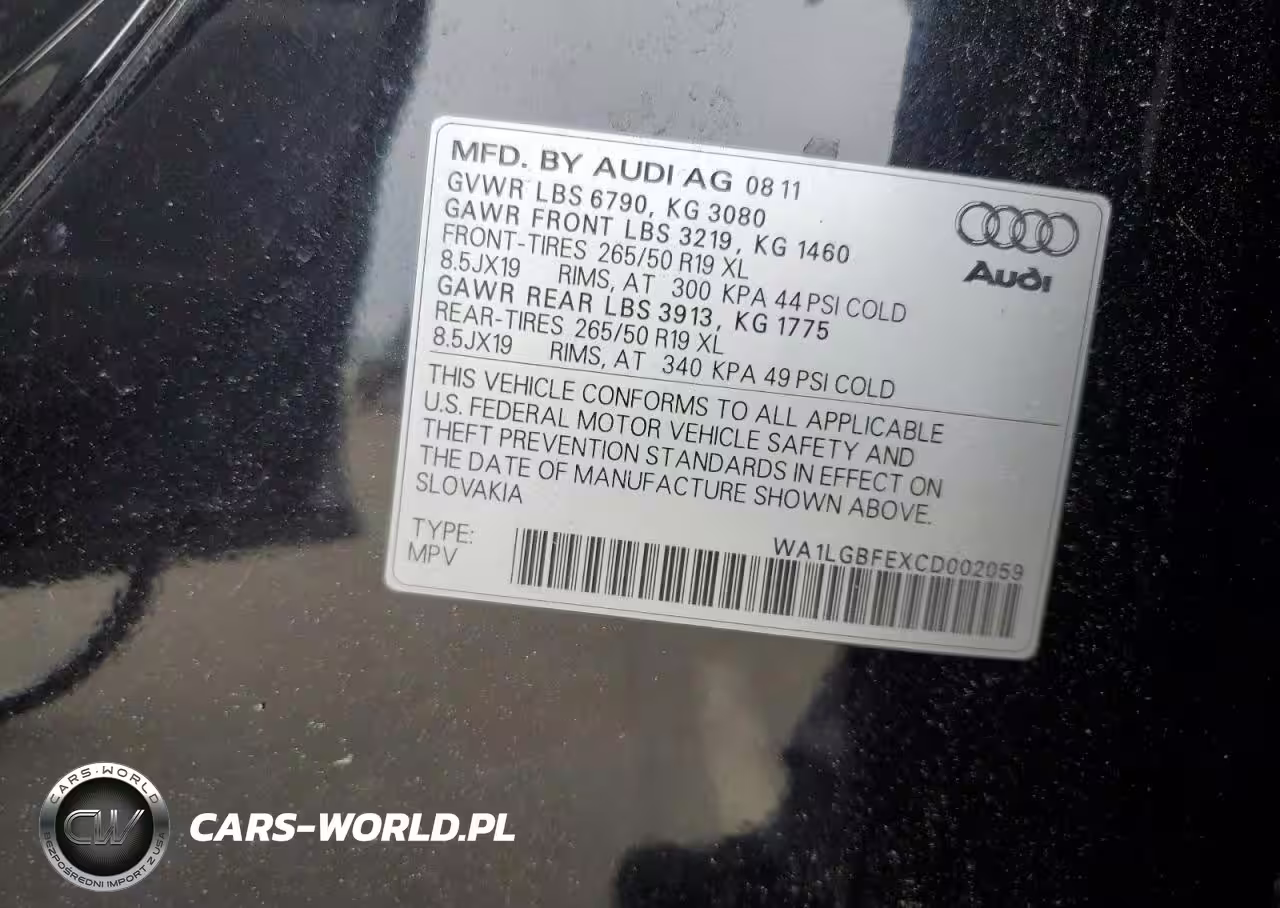 MFD. BY AUDI AG 08 11
GVWR LBS 6790, KG 3080
GAWR FRONT LBS 3219, KG 1460
FRONT-TIRES 265/50 R19 XL
8.5JX19 RIMS, AT 300 KPA 44 PSI COLD
GAWR REAR LBS 3913, KG 1775
REAR-TIRES 265/50 R19 XL
8.5JX19 RIMS, AT 340 KPA 49 PSI COLD
Audi
THIS VEHICLE CONFORMS TO ALL APPLICABLE
U.S. FEDERAL MOTOR VEHICLE SAFETY AND
THEFT PREVENTION STANDARDS IN EFFECT ON
THE DATE OF MANUFACTURE SHOWN ABOVE.
SLOVAKIA
TYPE:
MPV
WA1LGBFEXCD002059
CARS-WORLD
CW
BEZPOŚREDNI IMPORT Z USA
CARS-WORLD.PL